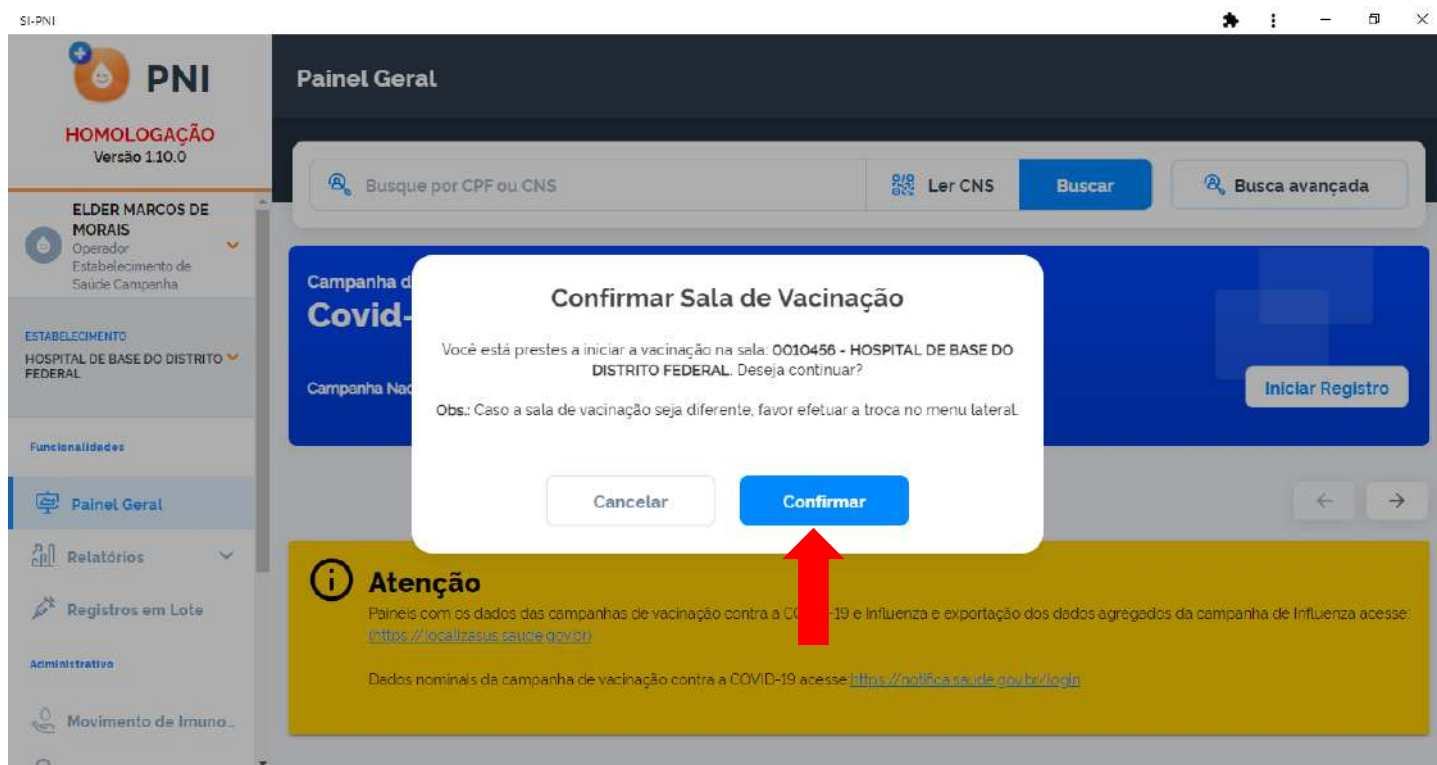 SI-PNI
PNI
HOMOLOGAÇÃO
Versão 1.10.0
ELDER MARCOS DE
MORAIS
Operador
Estabelecimento de
Saúde Campanha
ESTABELECIMENTO
HOSPITAL DE BASE DO DISTRITO
FEDERAL
Funcionalidades
Painel Geral
Relatórios
Registros em Lote
Administrativo
Movimento de Imuno...
Painel Geral
Busque por CPF ou CNS
Ler CNS
Buscar
Busca avançada
Campanha d
Covid-
Campanha Nac
Iniciar Registro
Confirmar Sala de Vacinação
Você está prestes a iniciar a vacinação na sala: 0010456 - HOSPITAL DE BASE DO
DISTRITO FEDERAL. Deseja continuar?
Obs.: Caso a sala de vacinação seja diferente, favor efetuar a troca no menu lateral.
Cancelar
Confirmar
Atenção
Paineis com os dados das campanhas de vacinação contra a CO -19 e Influenza e exportação dos dados agregados da campanha de Influenza acesse:
(https://localizasus.saude.gov.br)
Dados nominais da campanha de vacinação contra a COVID-19 acesse https://notifica.saude.gov.br/login